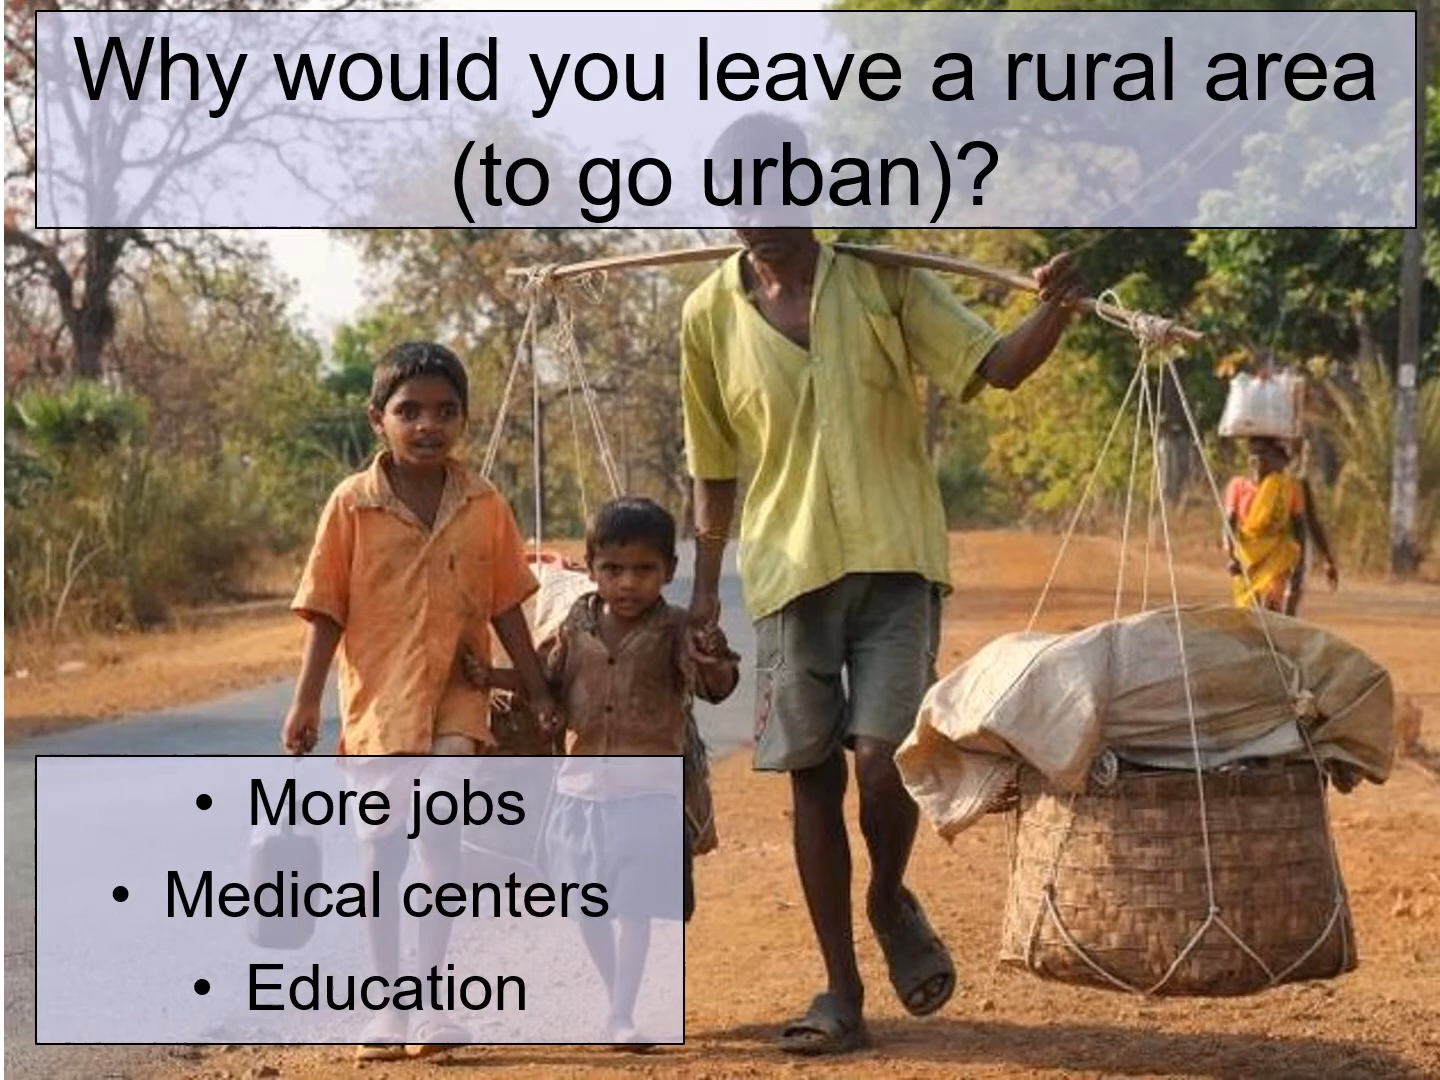 Why would you leave a rural area
(to go urban)?
• More jobs
• Medical centers
• Education